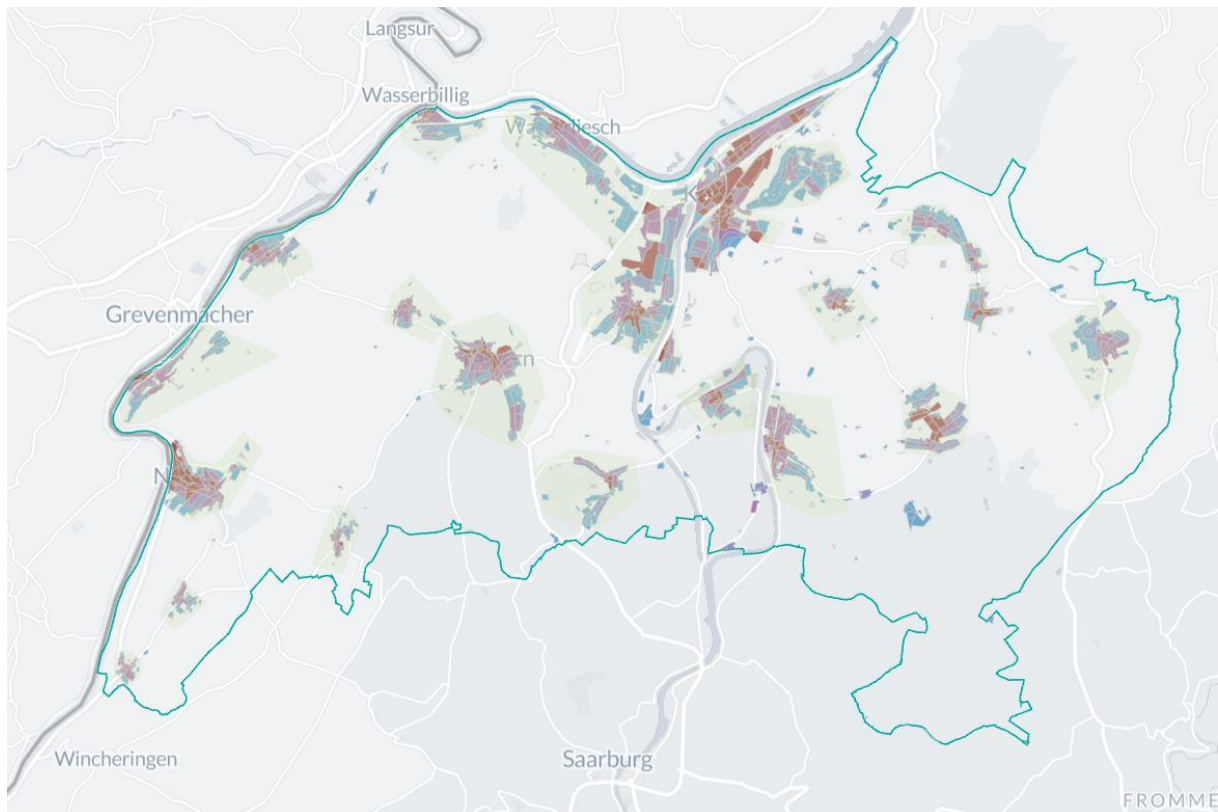 Langsur
Wasserbillig
Grevenmacher
Wincheringen
Saarburg
FROMME